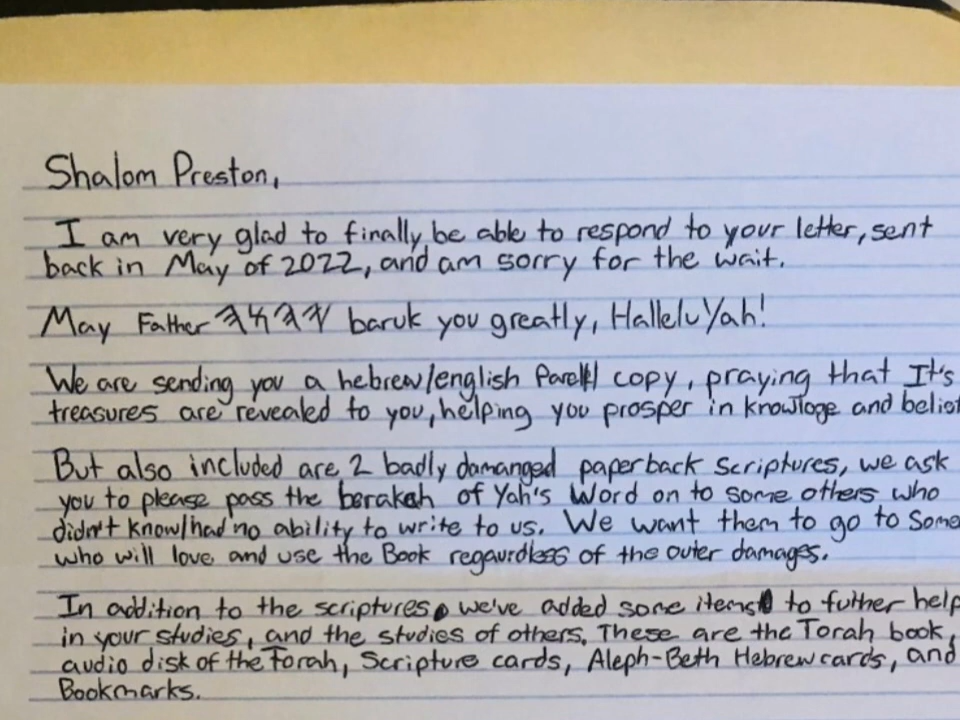 Shalom Preston,
I am very glad to finally be able to respond to your letter, sent
back in May of 2022, and am sorry for the wait.
May Father 𐤄𐤅𐤄𐤉 baruk you greatly, HalleluYah!
We are sending you a hebrew/english Parell copy, praying that It's
treasures are revealed to you, helping you prosper in knowloge and belief
But also included are 2 badly damanged paperback scriptures, we ask
you to please pass the berakah of Yah's Word on to some others who
didn't know/had no ability to write to us. We want them to go to Some
who will love and use the Book regaurdless of the outer damages.
In addition to the scriptures, we've added some items to futher help
in your studies, and the studies of others. These are the Torah book,
audio disk of the Torah, Scripture cards, Aleph-Beth Hebrew cards, and
Bookmarks.